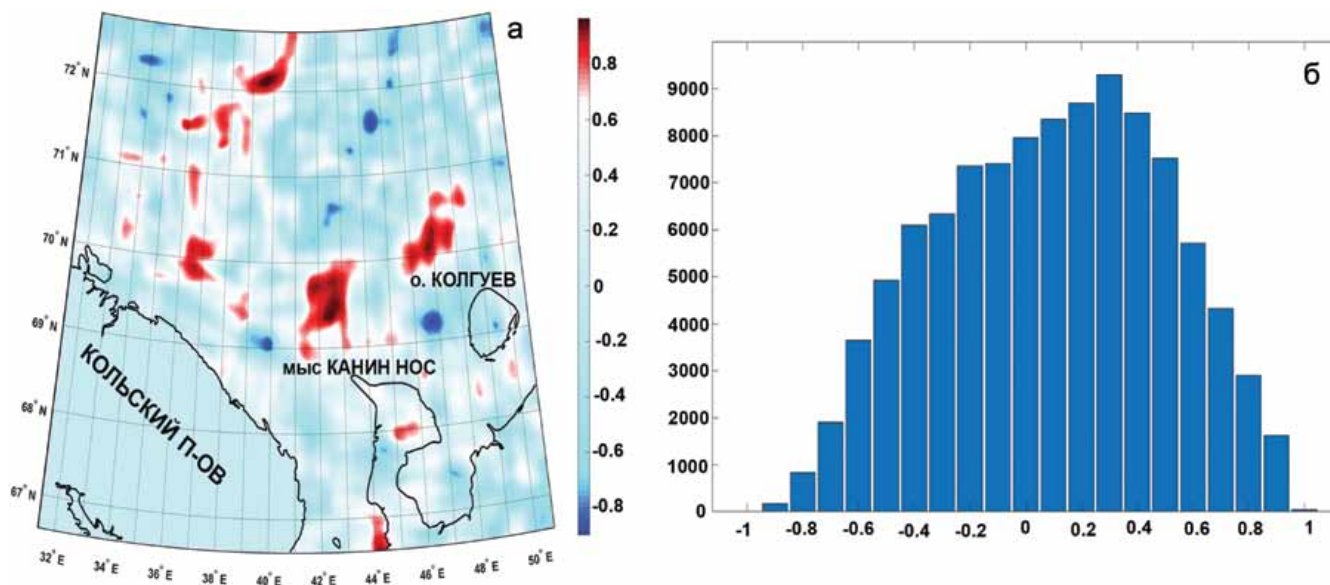 а
72° N
71° N
70° N
69° N
68° N
67° N
о. КОЛГУЕВ
мыс КАНИН НОС
КОЛЬСКИЙ П-ОВ
32° E
34° E
36° E
38° E
40° E
42° E
44° E
46° E
48° E
50° E
0.8
0.6
0.4
0.2
0
-0.2
-0.4
-0.6
-0.8
б
9000
8000
7000
6000
5000
4000
3000
2000
1000
0
-1 -0.8 -0.6 -0.4 -0.2 0 0.2 0.4 0.6 0.8 1